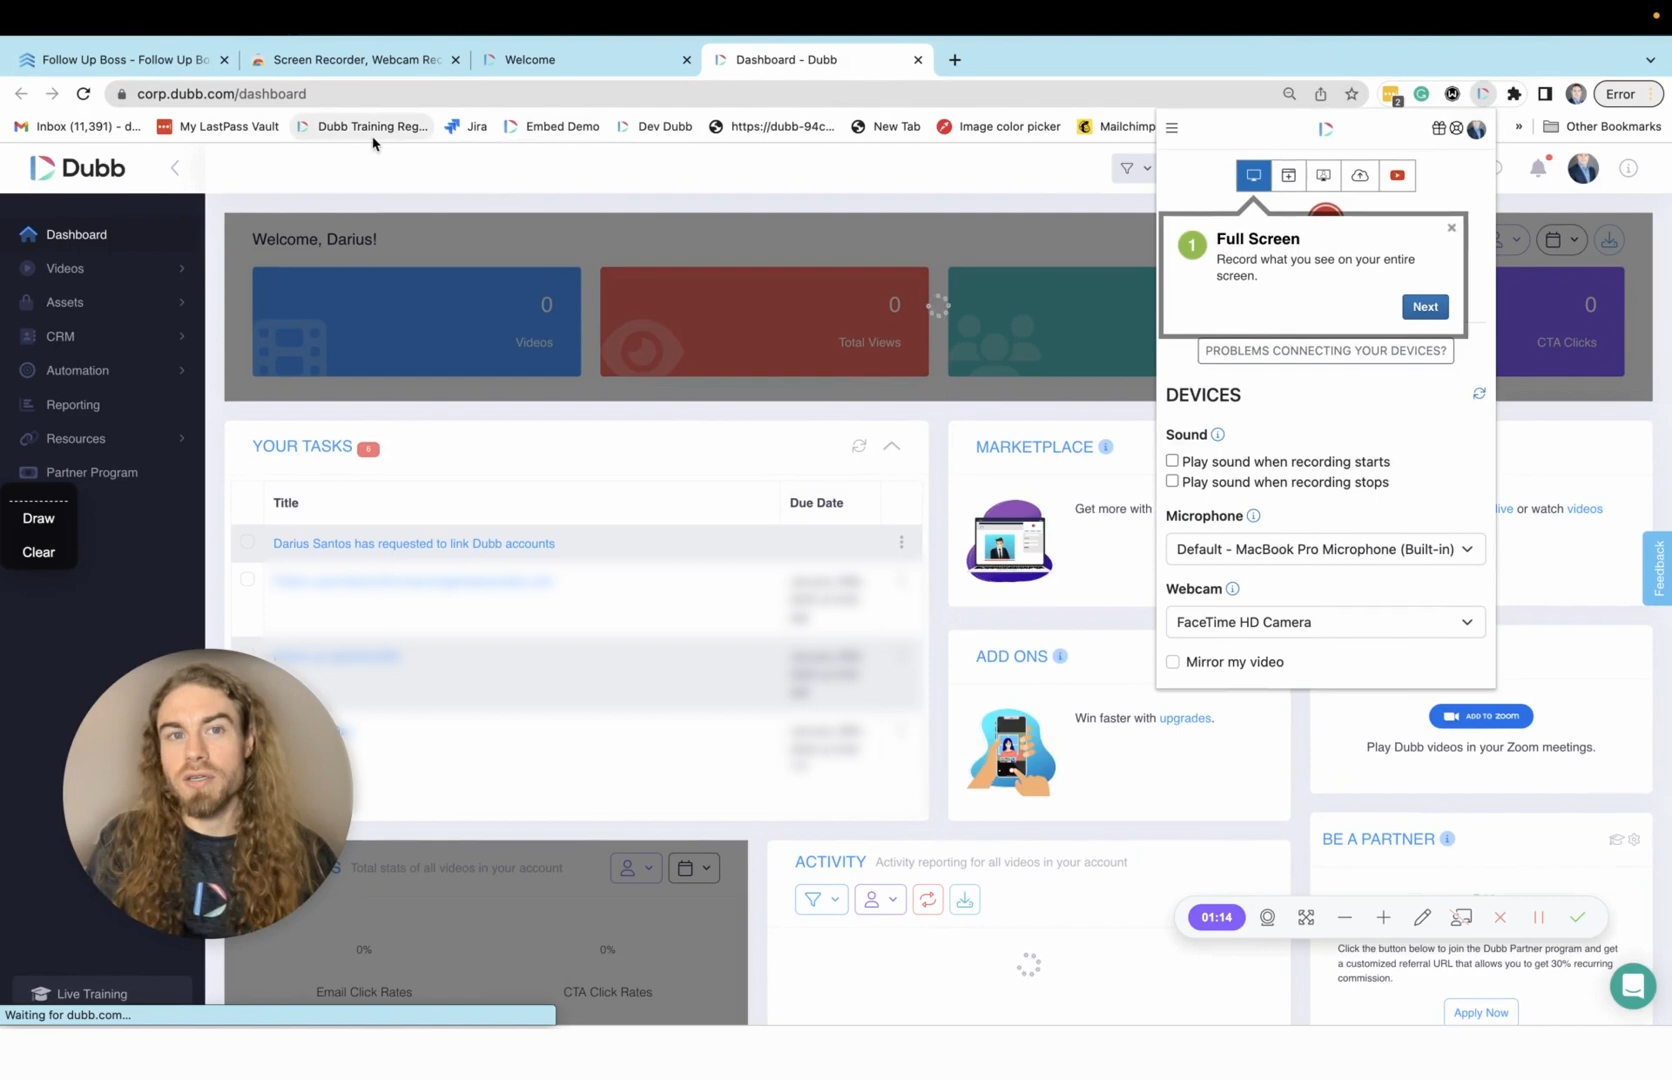 Follow Up Boss - Follow Up Bo
Screen Recorder, Webcam Rec
Welcome
Dashboard - Dubb
corp.dubb.com/dashboard
2
Error
Inbox (11,391) - d...
My LastPass Vault
Dubb Training Reg...
Jira
Embed Demo
Dev Dubb
https://dubb-94c...
New Tab
Image color picker
Mailchimp
»
Other Bookmarks
Dubb
Dashboard
Videos
Assets
CRM
Automation
Reporting
Resources
Partner Program
Draw
Clear
Live Training
Waiting for dubb.com...
Welcome, Darius!
0
Videos
0
Total Views
0
CTA Clicks
1
Full Screen
Record what you see on your entire
screen.
Next
PROBLEMS CONNECTING YOUR DEVICES?
DEVICES
Sound
Play sound when recording starts
Play sound when recording stops
Microphone
Default - MacBook Pro Microphone (Built-in)
Webcam
FaceTime HD Camera
Mirror my video
YOUR TASKS
Title
Due Date
Darius Santos has requested to link Dubb accounts
MARKETPLACE
Get more with
live or watch videos
Feedback
ADD ONS
Win faster with upgrades.
ADD TO zoom
Play Dubb videos in your Zoom meetings.
BE A PARTNER
S Total stats of all videos in your account
0%
Email Click Rates
0%
CTA Click Rates
ACTIVITY
Activity reporting for all videos in your account
01:14
Click the button below to join the Dubb Partner program and get
a customized referral URL that allows you to get 30% recurring
commission.
Apply Now